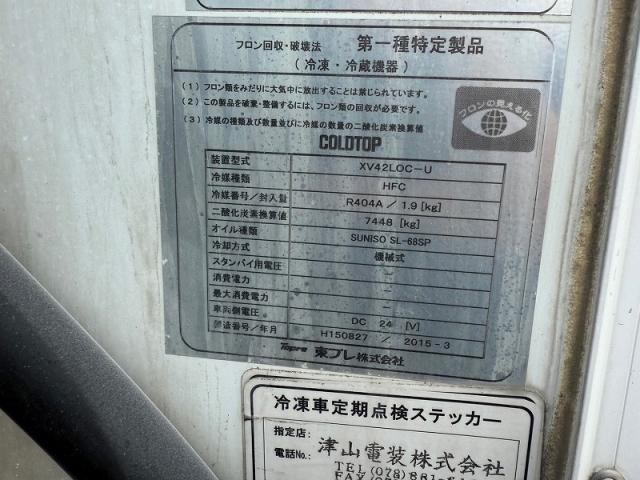 フロン回収・破壊法 第一種特定製品
(冷凍・冷蔵機器)
(1)フロン類をみだりに大気中に放出することは禁じられています。
(2)この製品を破棄・整備するには、フロン類の回収が必要です。
(3)冷媒の種類及び数量並びに冷媒の数量の二酸化炭素換算値
フロンの見える化
COLDTOP
装置型式 XV42LOC-U
冷媒種類 HFC
冷媒番号/封入量 R404A / 1.9 [kg]
二酸化炭素換算値 7448 [kg]
オイル種類 SUNISO SL-68SP
冷却方式 機械式
スタンバイ用電圧 -
消費電力 -
最大消費電力 -
車両側電圧 DC 24 [V]
製造番号/年月 H150827 / 2015-3
Topre 東プレ株式会社
冷凍車定期点検ステッカー
指定店: 津山電装株式会社
電話No.: TEL(078)881-
FAX(